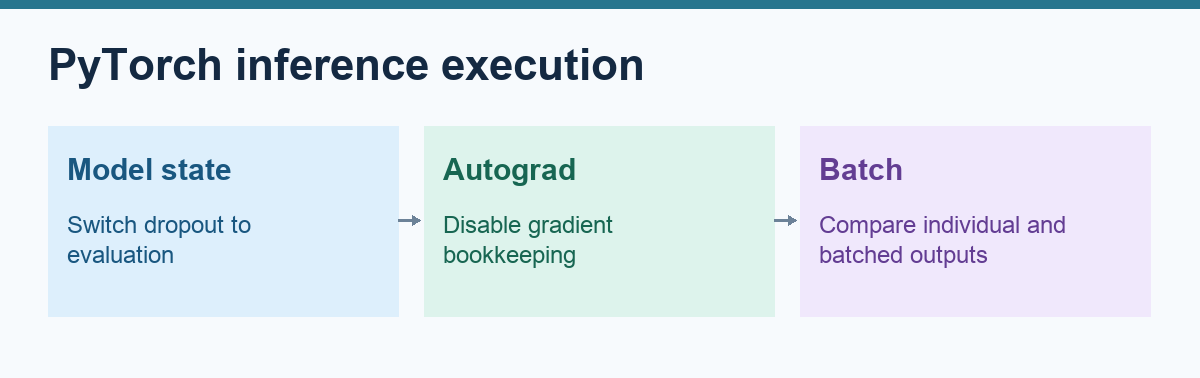 PyTorch inference execution
Model state
Switch dropout to
evaluation
Autograd
Disable gradient
bookkeeping
Batch
Compare individual and
batched outputs